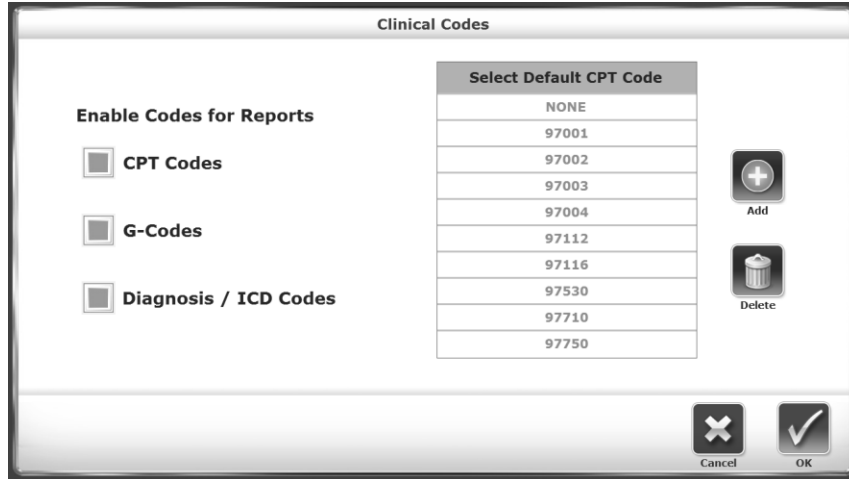 Clinical Codes
Enable Codes for Reports
CPT Codes
G-Codes
Diagnosis / ICD Codes
Select Default CPT Code
NONE
97001
97002
97003
97004
97112
97116
97530
97710
97750
Add
Delete
Cancel
OK